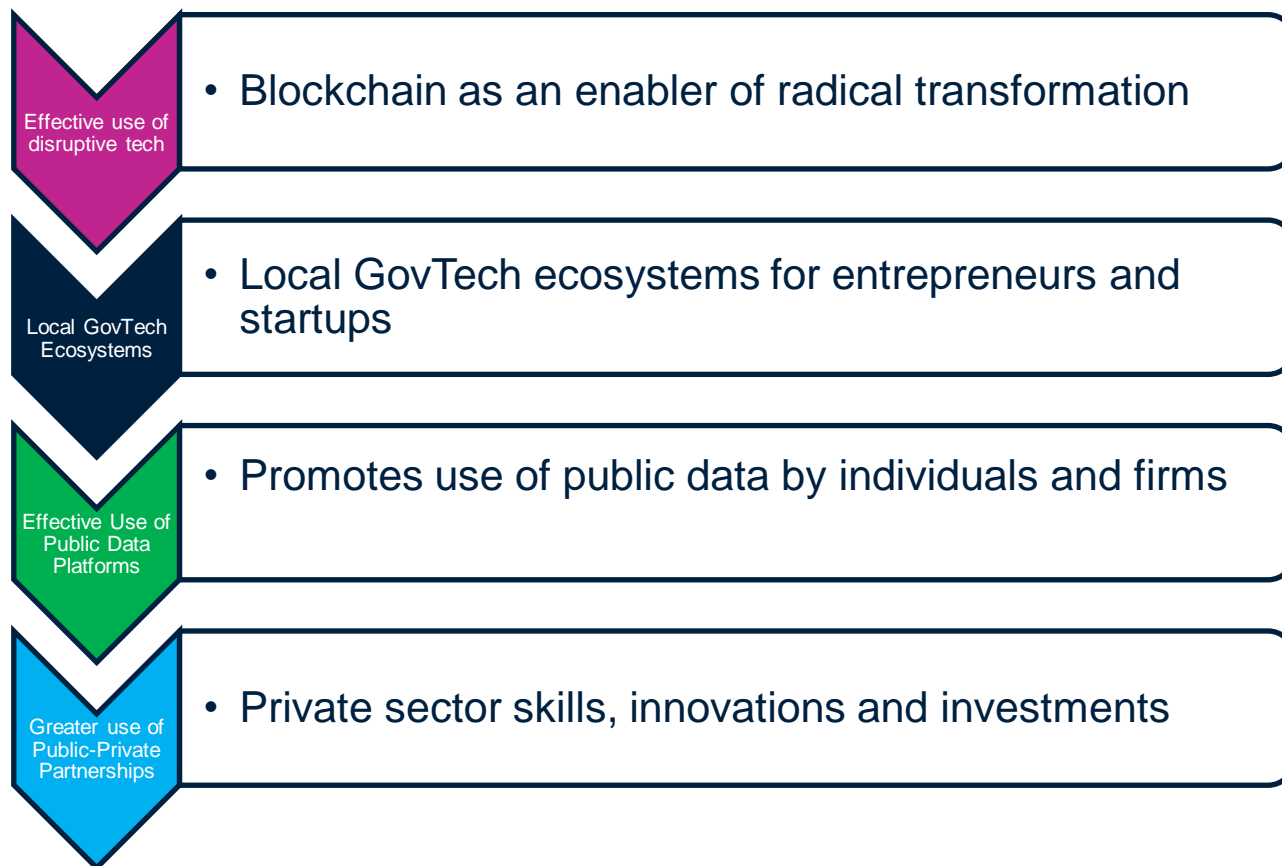 Effective use of
disruptive tech
• Blockchain as an enabler of radical transformation
Local GovTech
Ecosystems
• Local GovTech ecosystems for entrepreneurs and
startups
Effective Use of
Public Data
Platforms
• Promotes use of public data by individuals and firms
Greater use of
Public-Private
Partnerships
• Private sector skills, innovations and investments